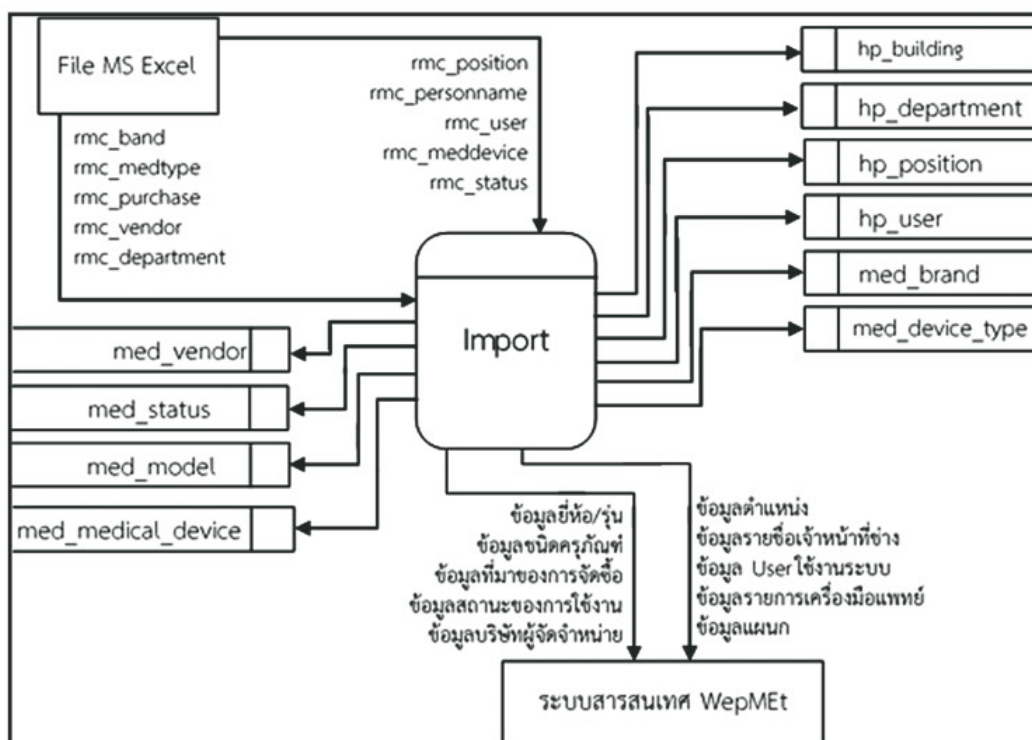 File MS Excel
rmc_position
rmc_personname
rmc_user
rmc_meddevice
rmc_status
rmc_band
rmc_medtype
rmc_purchase
rmc_vendor
rmc_department
hp_building
hp_department
hp_position
hp_user
med_brand
med_device_type
Import
med_vendor
med_status
med_model
med_medical_device
ข้อมูลยี่ห้อ/รุ่น
ข้อมูลชนิดครุภัณฑ์
ข้อมูลที่มาของการจัดซื้อ
ข้อมูลสถานะของการใช้งาน
ข้อมูลบริษัทผู้จัดจำหน่าย
ข้อมูลตำแหน่ง
ข้อมูลรายชื่อเจ้าหน้าที่ช่าง
ข้อมูล User ใช้งานระบบ
ข้อมูลรายการเครื่องมือแพทย์
ข้อมูลแผนก
ระบบสารสนเทศ WepMEt